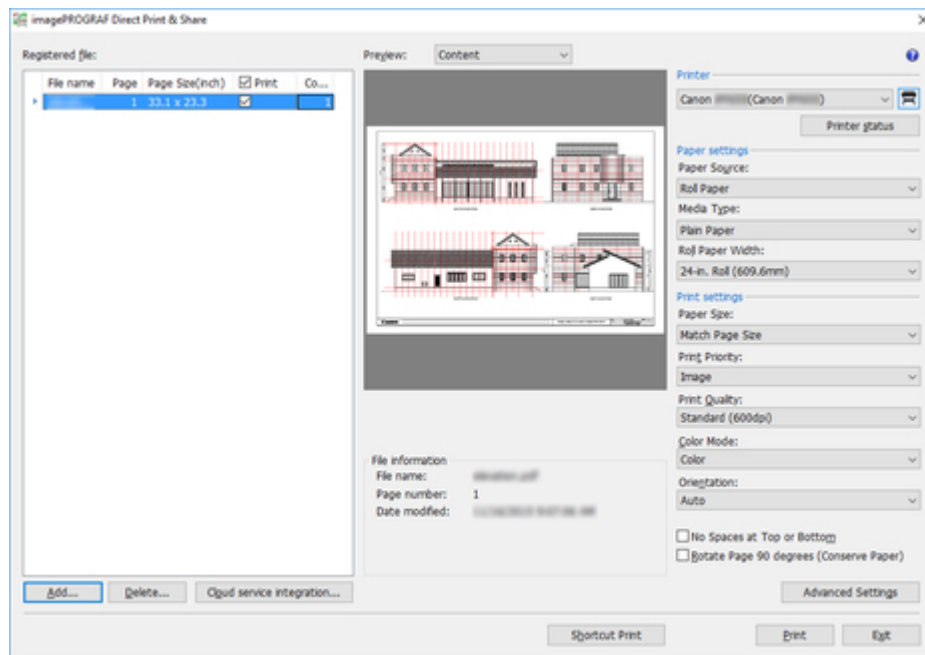 imagePROGRAF Direct Print & Share
Registered file:
File name Page Page Size(inch) Print Co...
1 33.1 x 23.3 1
Add... Delete... Cloud service integration...
Preview: Content
File information
File name:
Page number: 1
Date modified:
Printer
Canon (Canon )
Printer status
Paper settings
Paper Source:
Roll Paper
Media Type:
Plain Paper
Roll Paper Width:
24-in. Roll (609.6mm)
Print settings
Paper Size:
Match Page Size
Print Priority:
Image
Print Quality:
Standard (600dpi)
Color Mode:
Color
Orientation:
Auto
No Spaces at Top or Bottom
Rotate Page 90 degrees (Conserve Paper)
Advanced Settings
Shortcut Print Print Exit